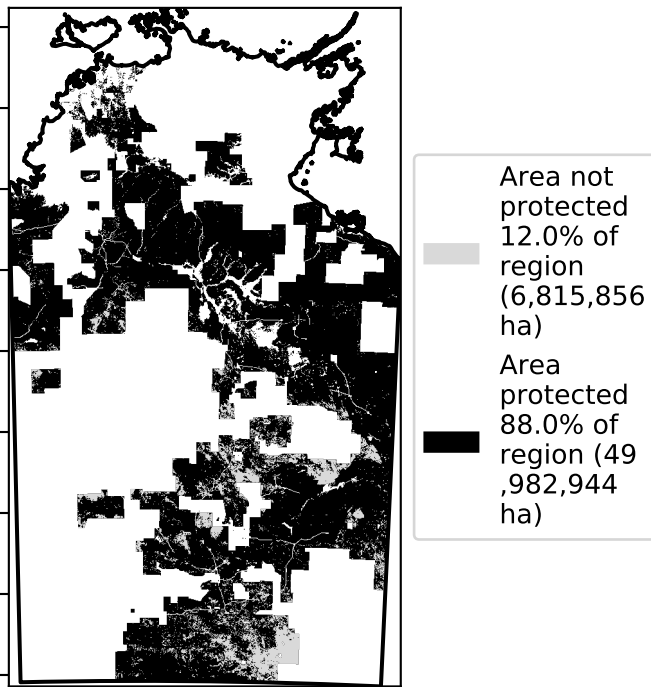 Area not
protected
12.0% of
region
(6,815,856
ha)
Area
protected
88.0% of
region (49
,982,944
ha)